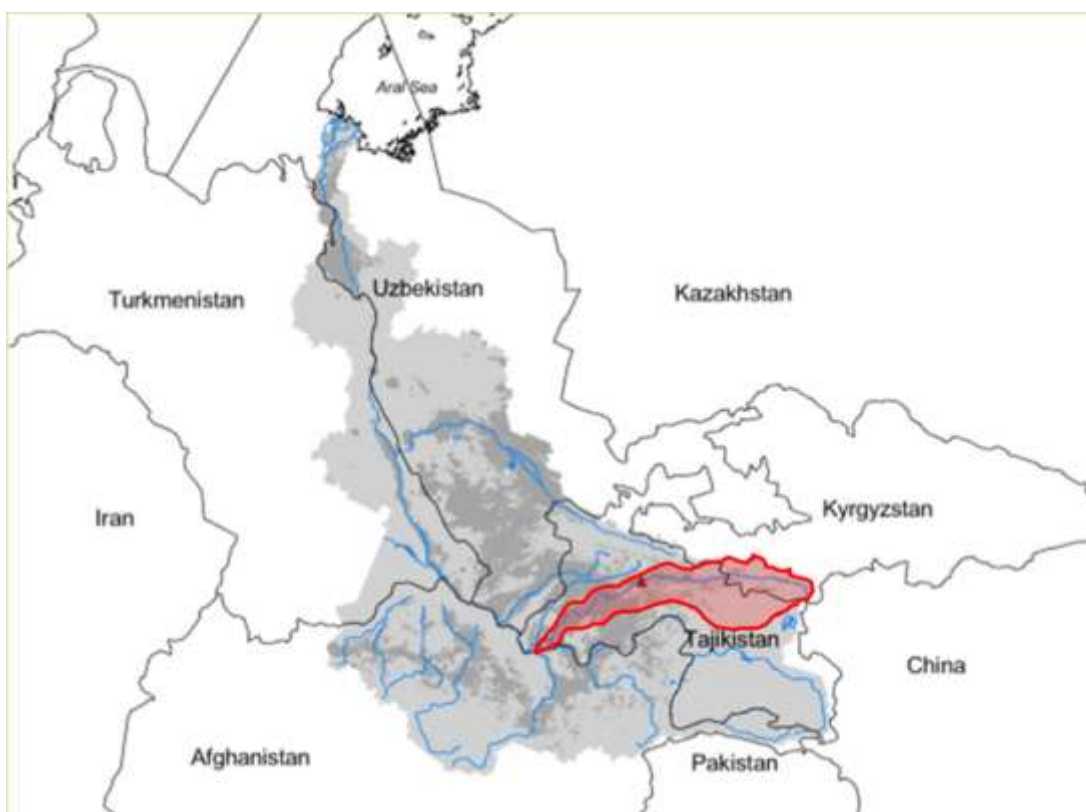 Aral Sea
Uzbekistan
Turkmenistan
Kazakhstan
Iran
Kyrgyzstan
Tajikistan
China
Afghanistan
Pakistan